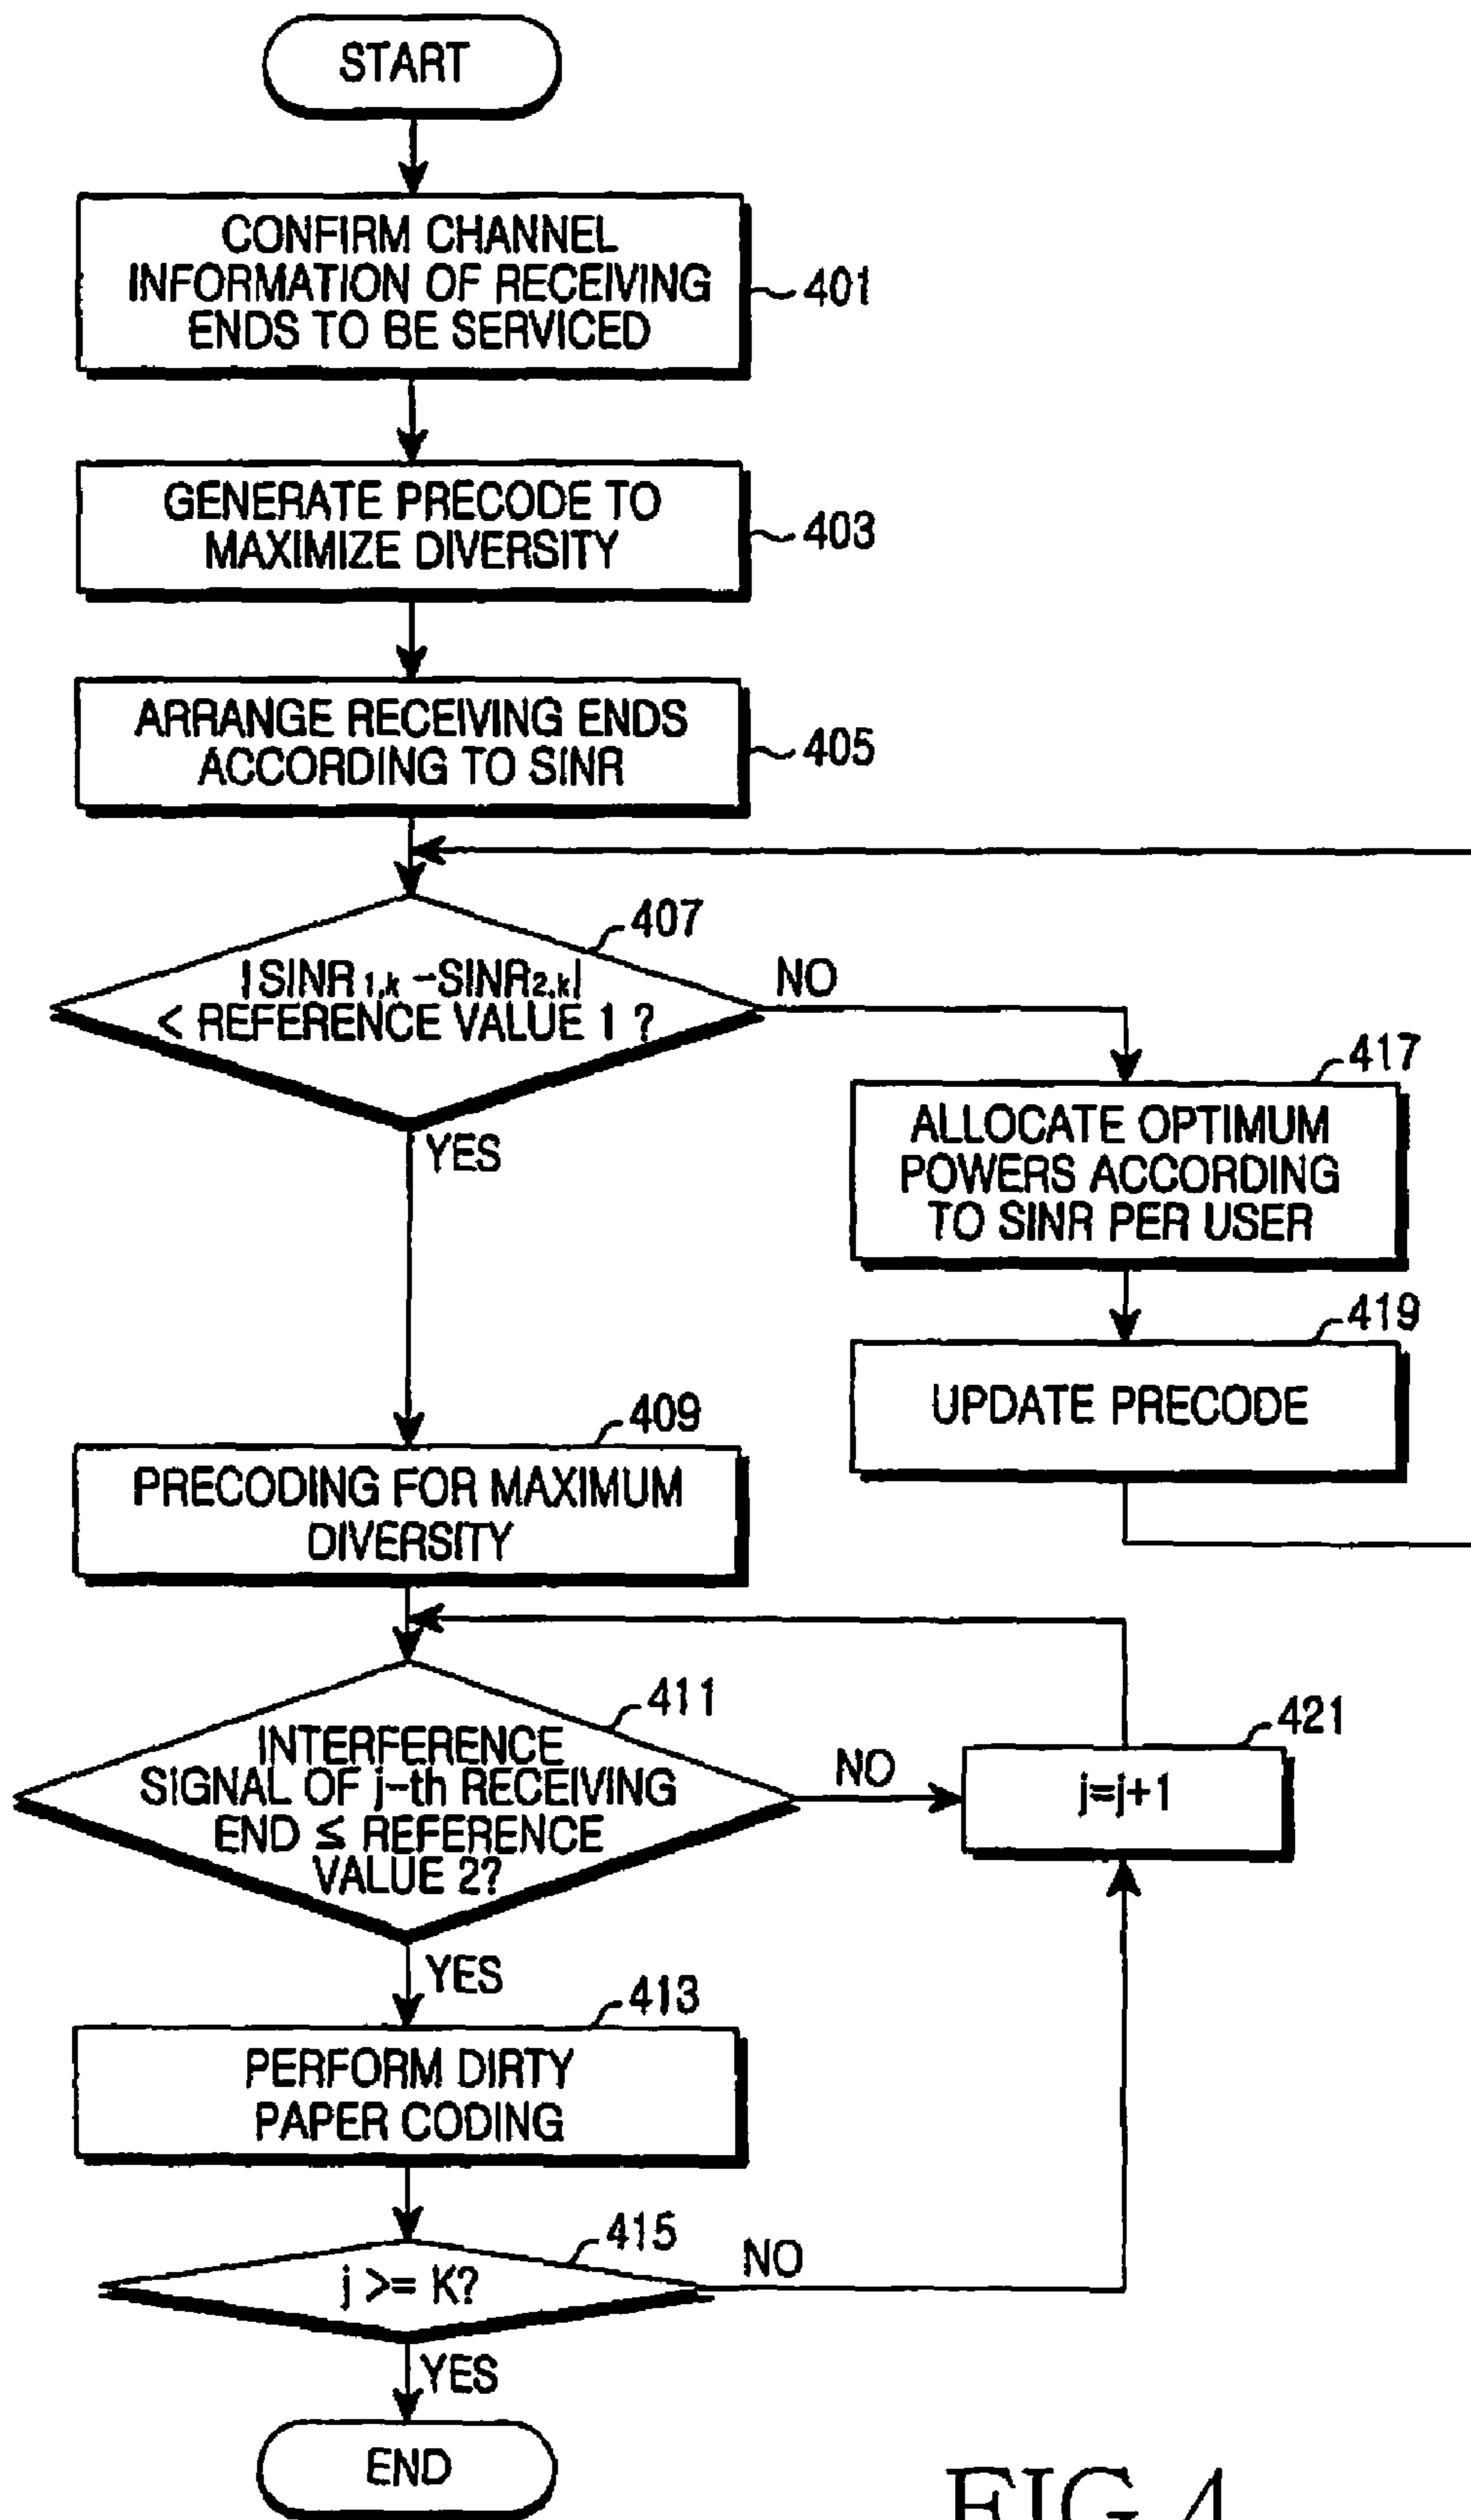 START
CONFIRM CHANNEL
INFORMATION OF RECEIVING
ENDS TO BE SERVICED
401
GENERATE PRECODE TO
MAXIMIZE DIVERSITY
403
ARRANGE RECEIVING ENDS
ACCORDING TO SINR
405
407
|SINR 1,k -SINR2,k|
< REFERENCE VALUE 1 ?
NO
YES
417
ALLOCATE OPTIMUM
POWERS ACCORDING
TO SINR PER USER
419
UPDATE PRECODE
409
PRECODING FOR MAXIMUM
DIVERSITY
411
INTERFERENCE
SIGNAL OF j-th RECEIVING
END ≤ REFERENCE
VALUE 2?
NO
421
j=j+1
YES
413
PERFORM DIRTY
PAPER CODING
415
j >= K?
NO
YES
END
FIG.4